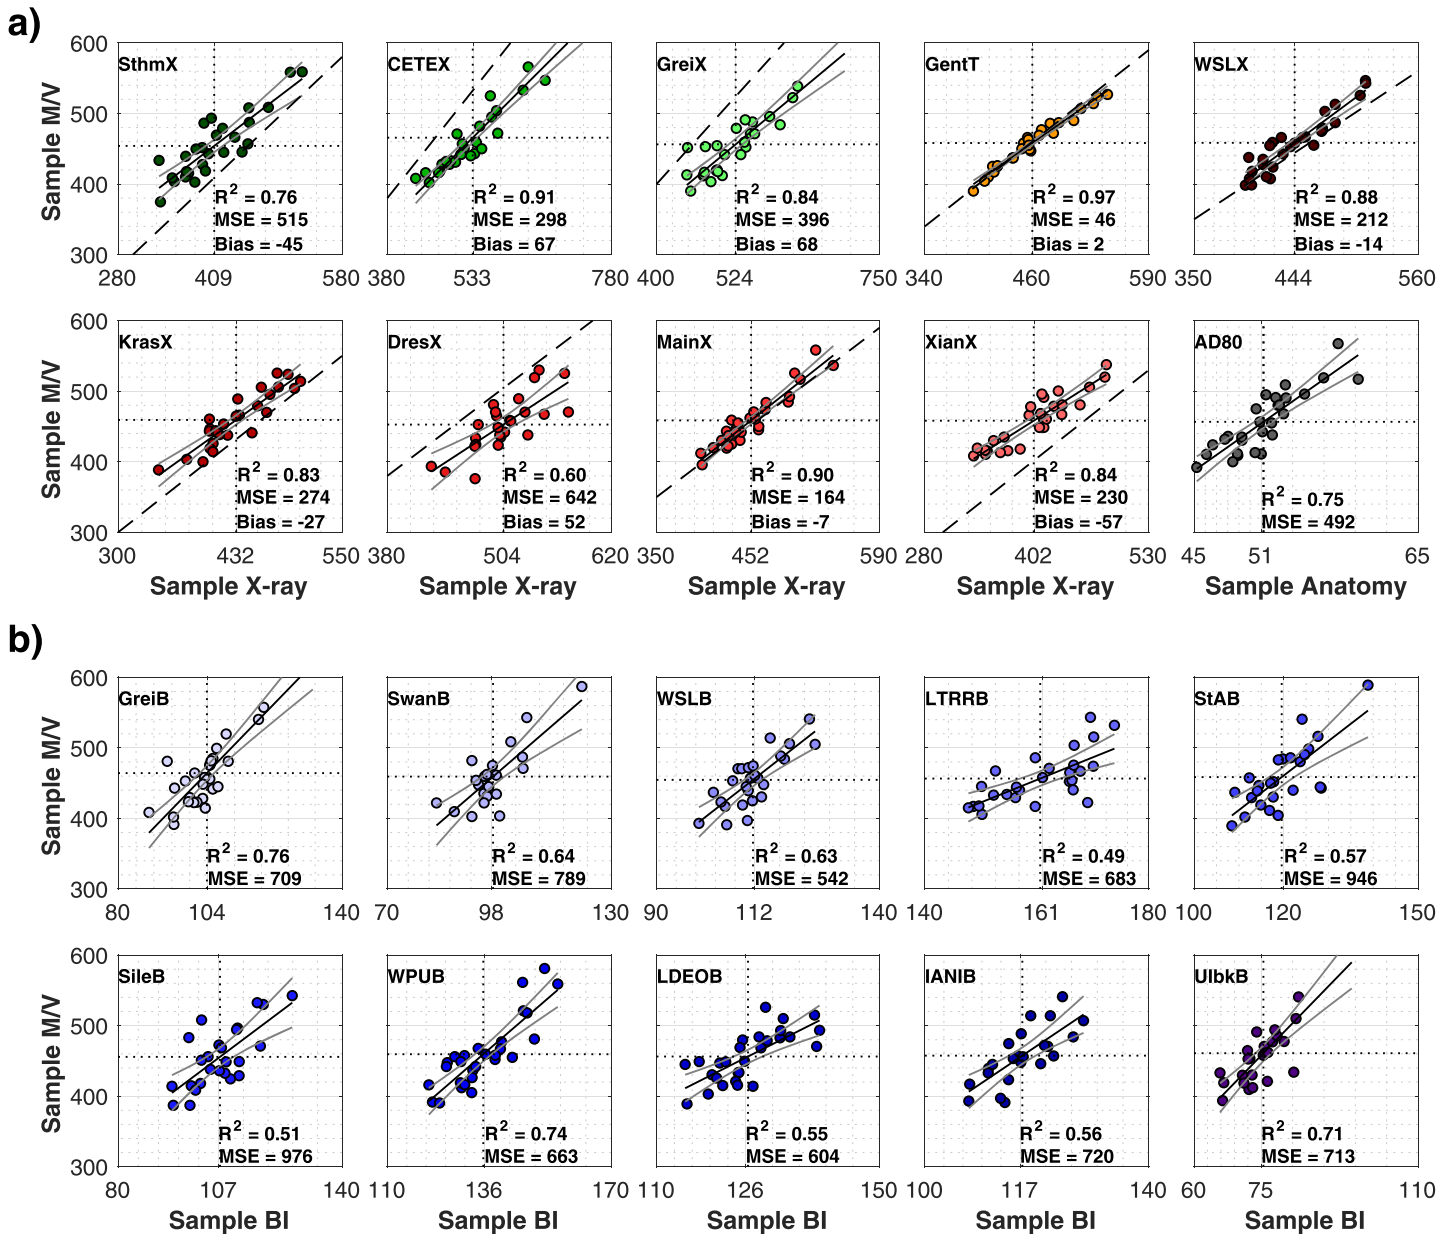 a)
Sample M/V
600
500
400
300
SthmX
R² = 0.76
MSE = 515
Bias = -45
280 409 580
CETEX
R² = 0.91
MSE = 298
Bias = 67
380 533 780
GreiX
R² = 0.84
MSE = 396
Bias = 68
400 524 750
GentT
R² = 0.97
MSE = 46
Bias = 2
340 460 590
WSLX
R² = 0.88
MSE = 212
Bias = -14
350 444 560
Sample M/V
600
500
400
300
KrasX
R² = 0.83
MSE = 274
Bias = -27
300 432 550
Sample X-ray
DresX
R² = 0.60
MSE = 642
Bias = 52
380 504 620
Sample X-ray
MainX
R² = 0.90
MSE = 164
Bias = -7
350 452 590
Sample X-ray
XianX
R² = 0.84
MSE = 230
Bias = -57
280 402 530
Sample X-ray
AD80
R² = 0.75
MSE = 492
45 51 65
Sample Anatomy
b)
Sample M/V
600
500
400
300
GreiB
R² = 0.76
MSE = 709
80 104 140
SwanB
R² = 0.64
MSE = 789
70 98 130
WSLB
R² = 0.63
MSE = 542
90 112 140
LTRRB
R² = 0.49
MSE = 683
140 161 180
StAB
R² = 0.57
MSE = 946
100 120 150
Sample M/V
600
500
400
300
SileB
R² = 0.51
MSE = 976
80 107 140
Sample BI
WPUB
R² = 0.74
MSE = 663
110 136 170
Sample BI
LDEOB
R² = 0.55
MSE = 604
110 126 150
Sample BI
IANIB
R² = 0.56
MSE = 720
100 117 140
Sample BI
UIbkB
R² = 0.71
MSE = 713
60 75 110
Sample BI